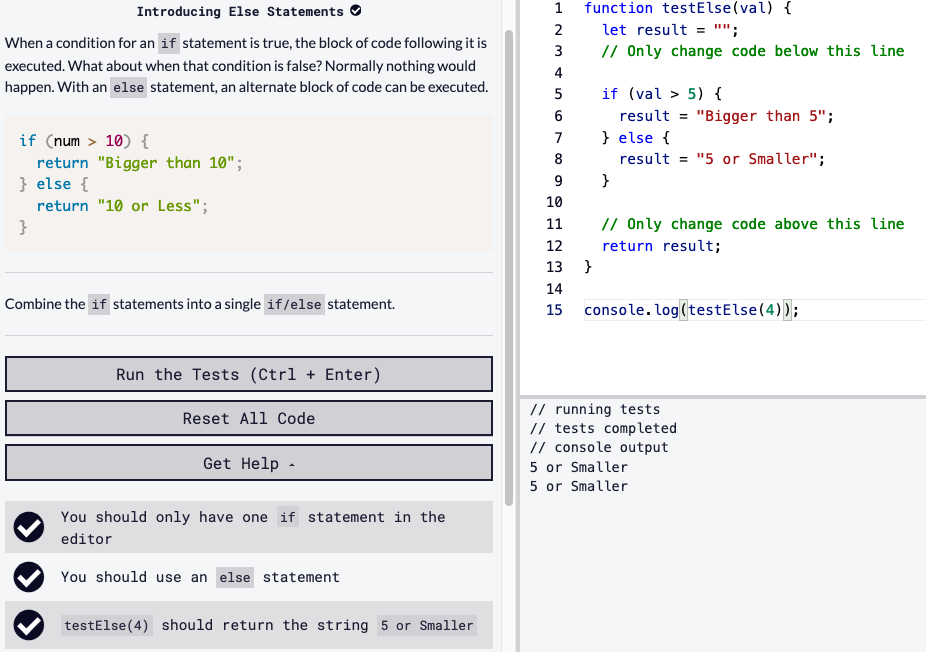 Introducing Else Statements
When a condition for an if statement is true, the block of code following it is
executed. What about when that condition is false? Normally nothing would
happen. With an else statement, an alternate block of code can be executed.
if (num > 10) {
  return "Bigger than 10";
} else {
  return "10 or Less";
}
Combine the if statements into a single if/else statement.
Run the Tests (Ctrl + Enter)
Reset All Code
Get Help
You should only have one if statement in the
editor
You should use an else statement
testElse(4) should return the string 5 or Smaller
1 function testElse(val) {
2   let result = "";
3   // Only change code below this line
4
5   if (val > 5) {
6     result = "Bigger than 5";
7   } else {
8     result = "5 or Smaller";
9   }
10
11   // Only change code above this line
12   return result;
13 }
14
15 console.log(testElse(4));
// running tests
// tests completed
// console output
5 or Smaller
5 or Smaller